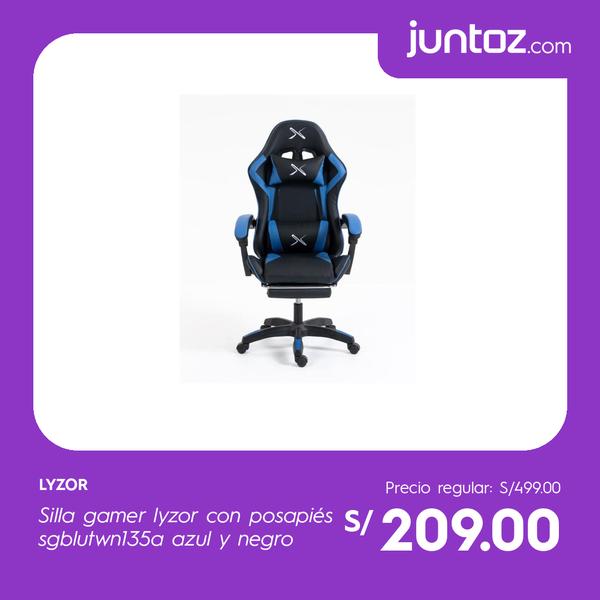 juntoz.com
LYZOR
Precio regular: S/499.00
Silla gamer lyzor con posapiés
sgblutwn135a azul y negro
S/ 209.00